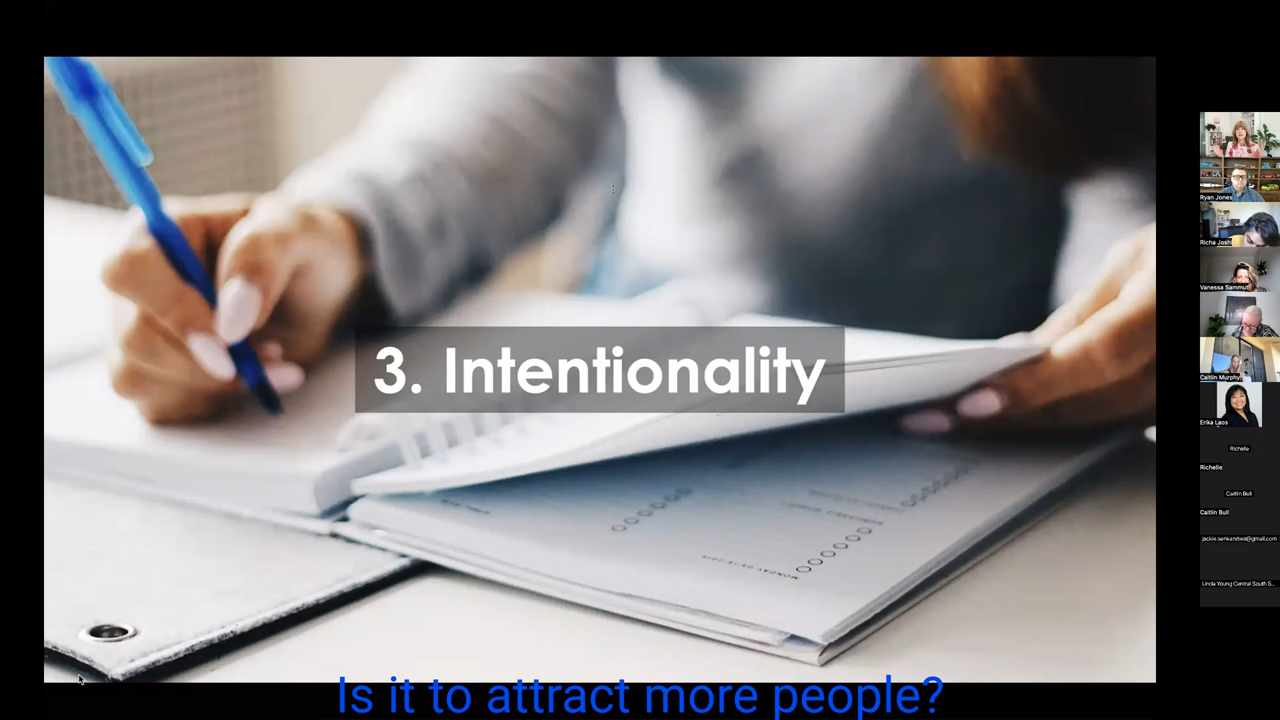 3. Intentionality
Is it to attract more people?
Ryan Jones
Richa Josh
Vanessa Sammut
Caitlin Murphy
Erika Laos
Richelle
Richelle
Caitlin Bull
Caitlin Bull
jackie.senkandwa@gmail.com
Linda Young Central South S...